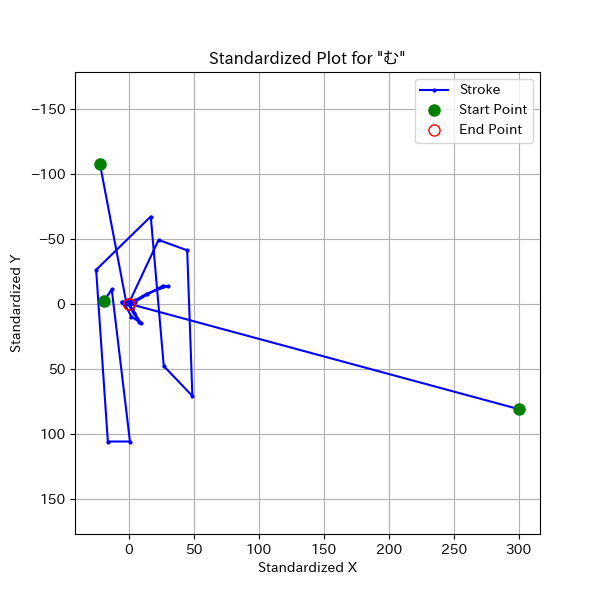 Standardized Plot for "む"
Stroke
Start Point
End Point
−150
−100
−50
0
50
100
150
Standardized Y
0 50 100 150 200 250 300
Standardized X